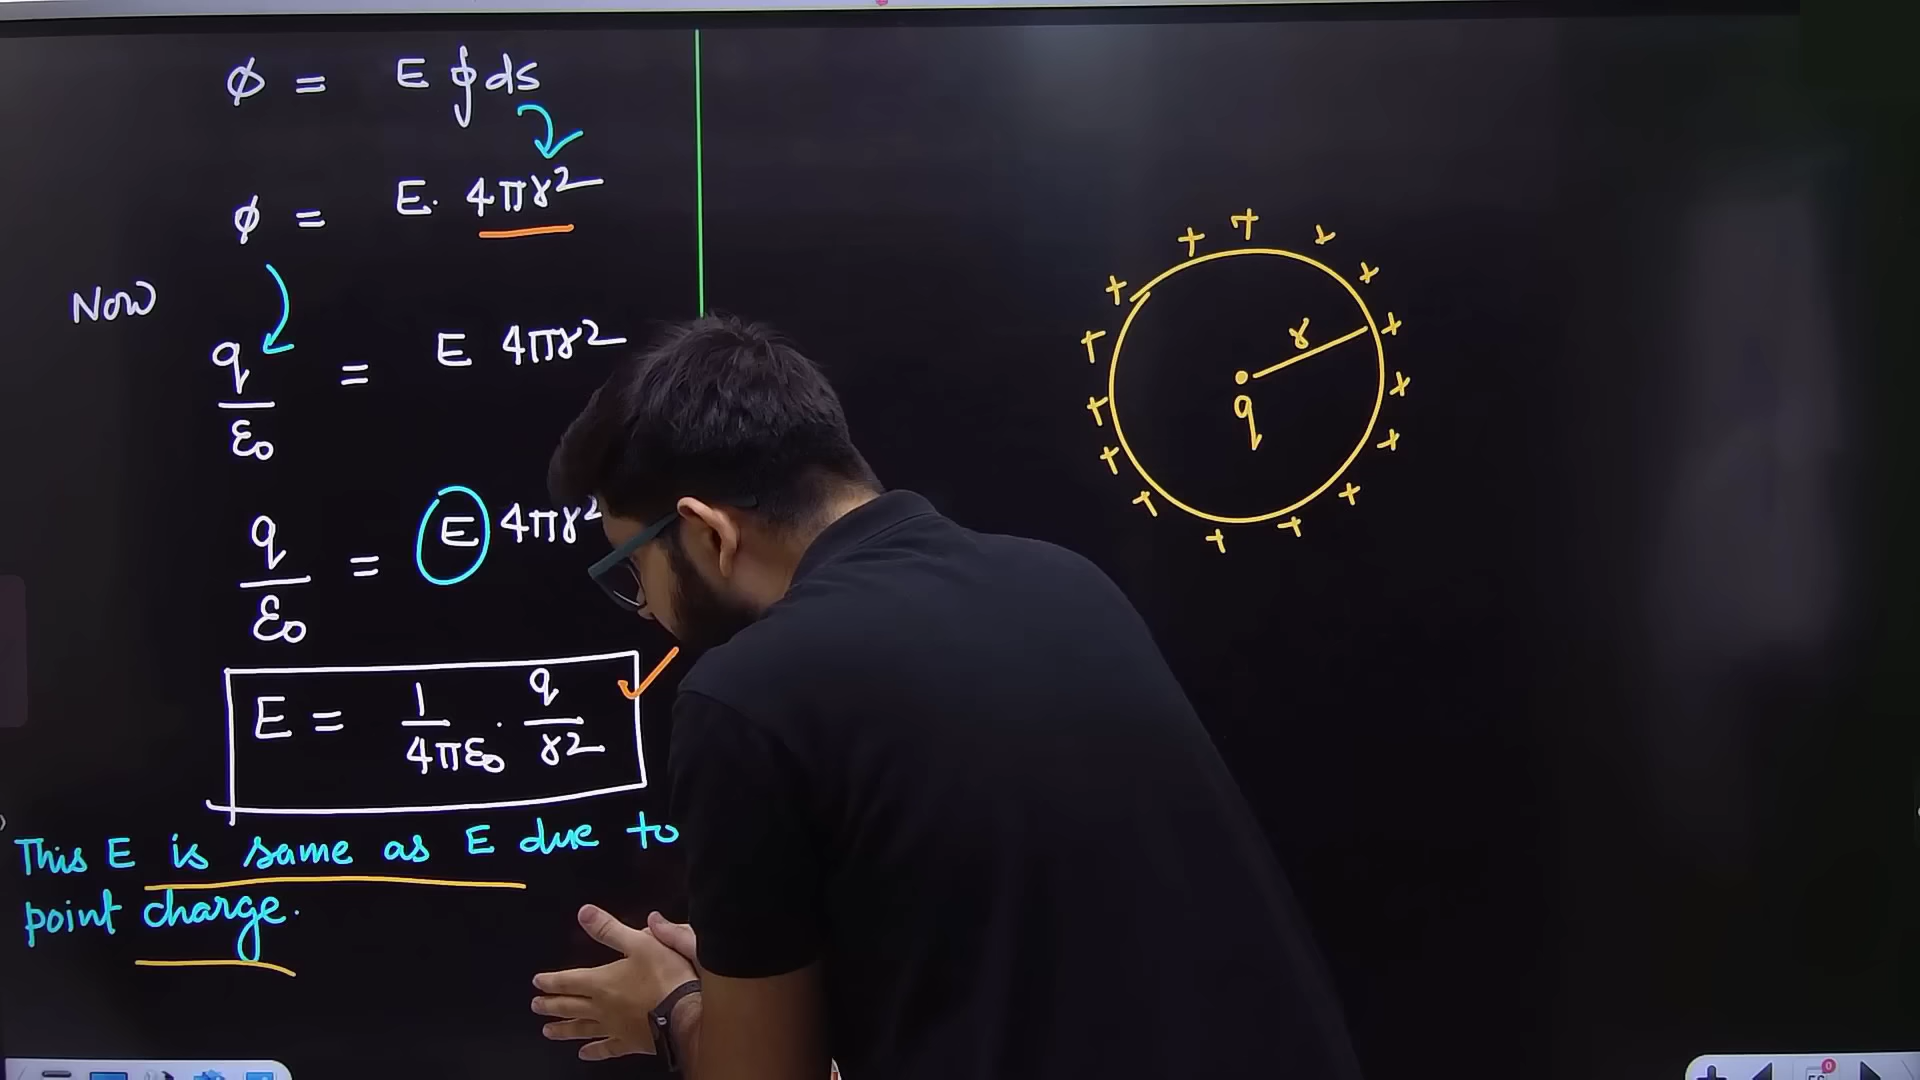 ϕ = E ∮ ds
ϕ = E. 4πr²
Now
q/ε₀ = E 4πr²
q/ε₀ = E 4πr²
E = 1/4πε₀ . q/r²
This E is same as E due to
point charge.
+ + + + + + + + + + + + + + + + +
r
q